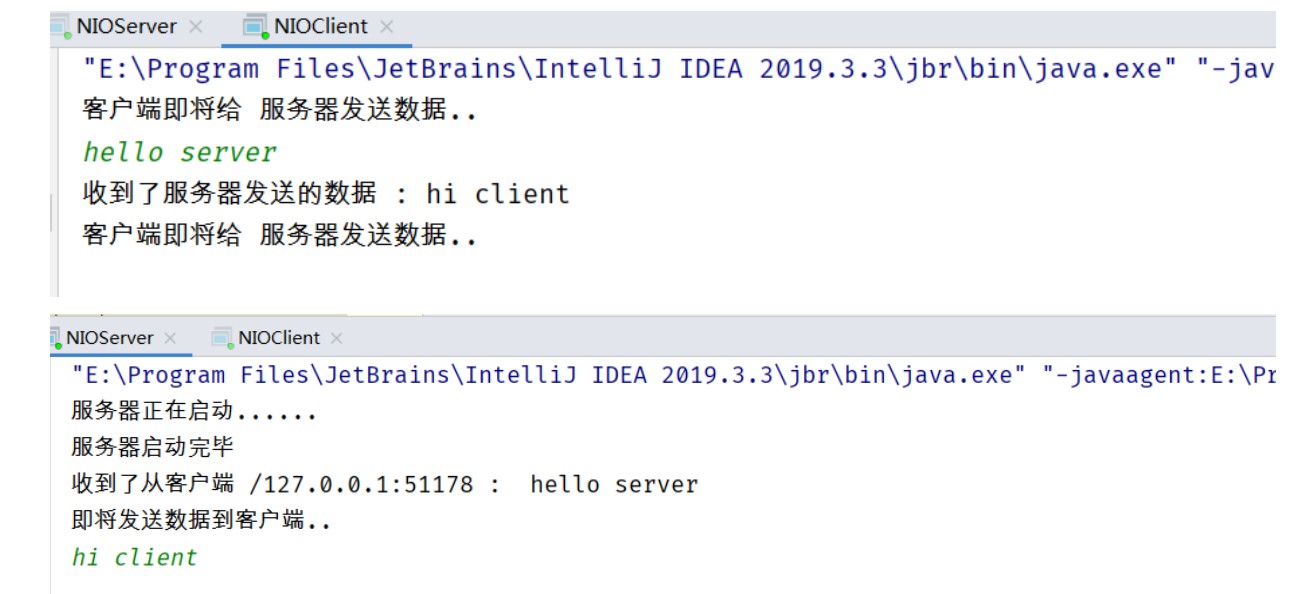 NIOServer × NIOClient ×
"E:\Program Files\JetBrains\IntelliJ IDEA 2019.3.3\jbr\bin\java.exe" "-jav
客户端即将给 服务器发送数据..
hello server
收到了服务器发送的数据 : hi client
客户端即将给 服务器发送数据..
NIOServer × NIOClient ×
"E:\Program Files\JetBrains\IntelliJ IDEA 2019.3.3\jbr\bin\java.exe" "-javaagent:E:\Pr
服务器正在启动......
服务器启动完毕
收到了从客户端 /127.0.0.1:51178 :  hello server
即将发送数据到客户端..
hi client